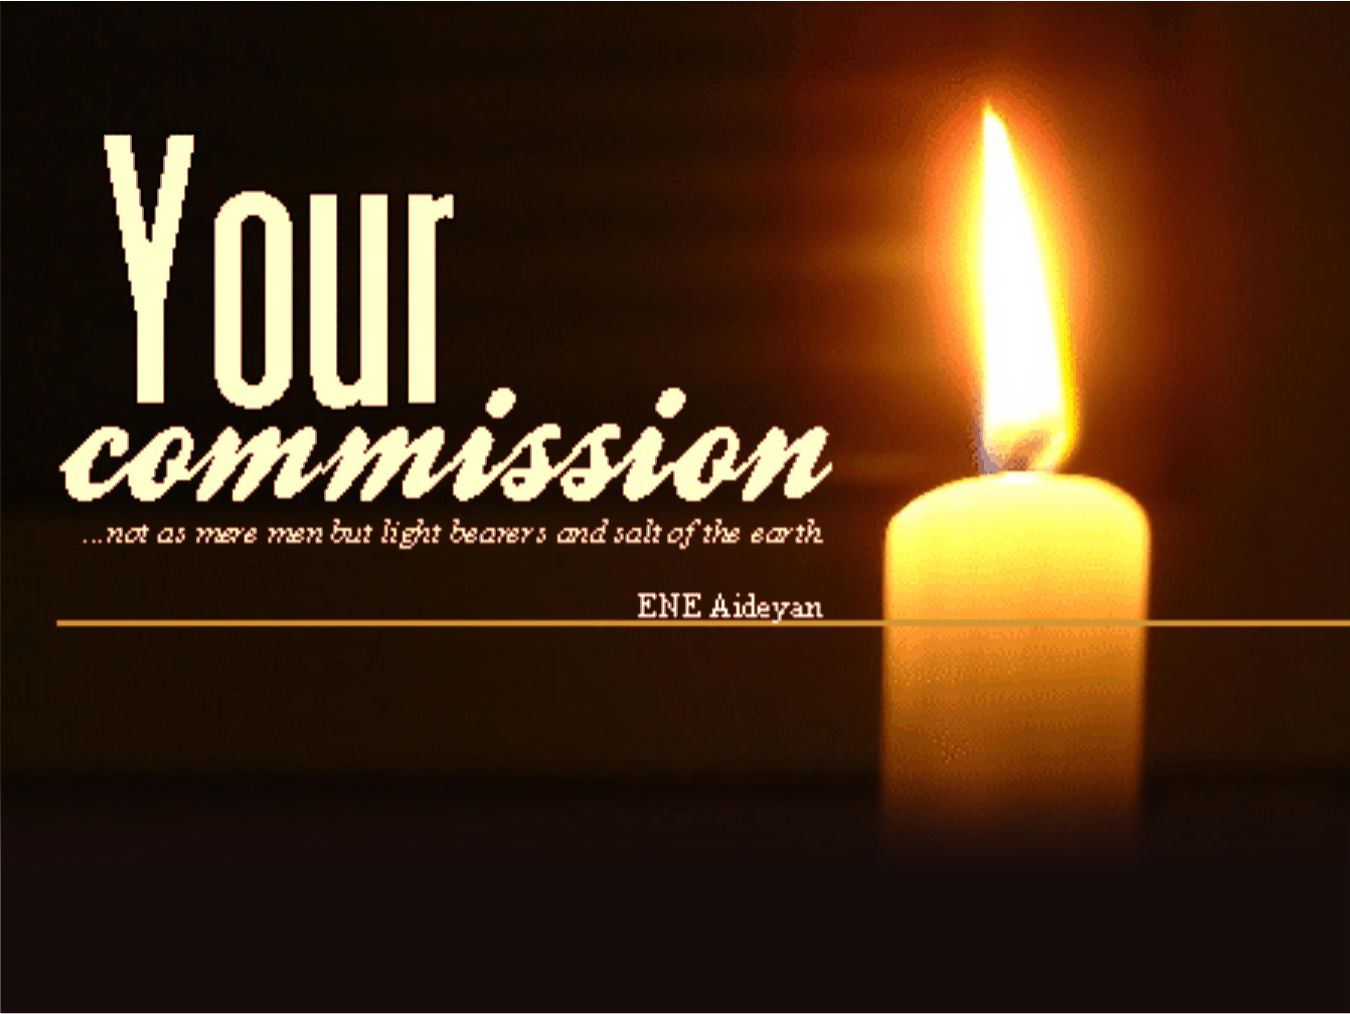 Your
commission
...not as mere men but light bearers and salt of the earth
ENE Aideyan